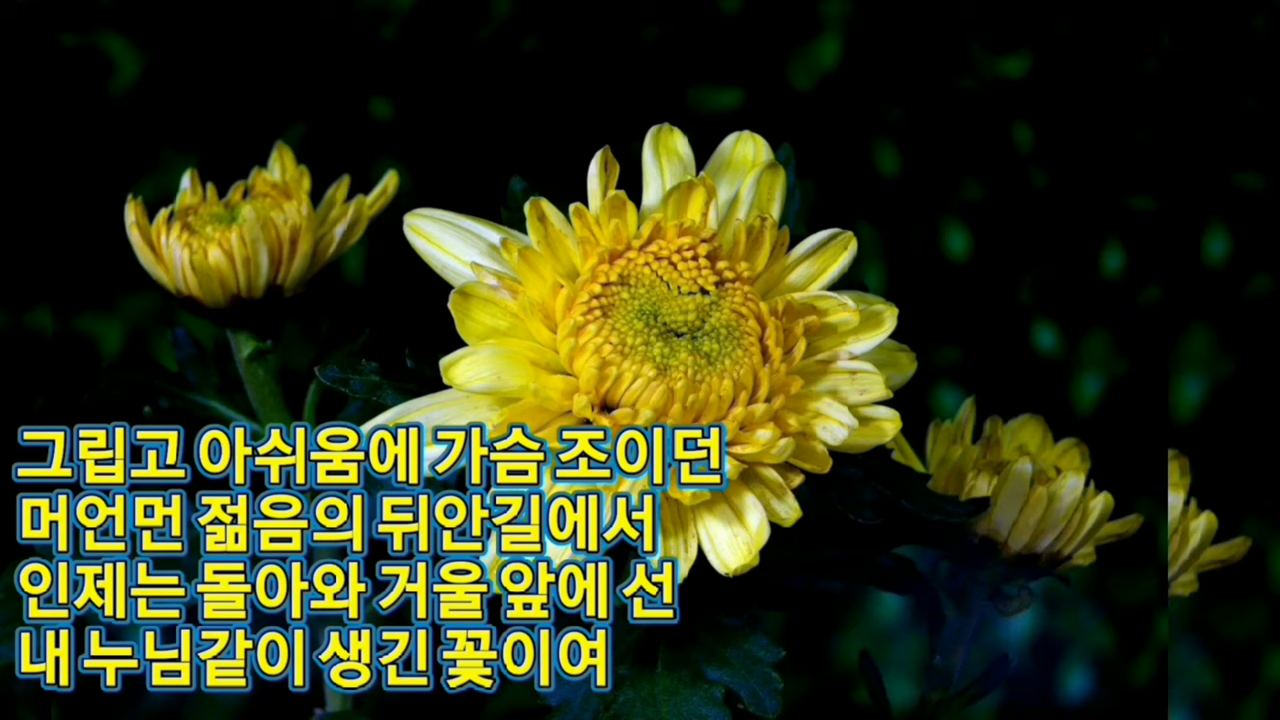 그립고 아쉬움에 가슴 조이던
머언먼 젊음의 뒤안길에서
인제는 돌아와 거울 앞에 선
내 누님같이 생긴 꽃이여